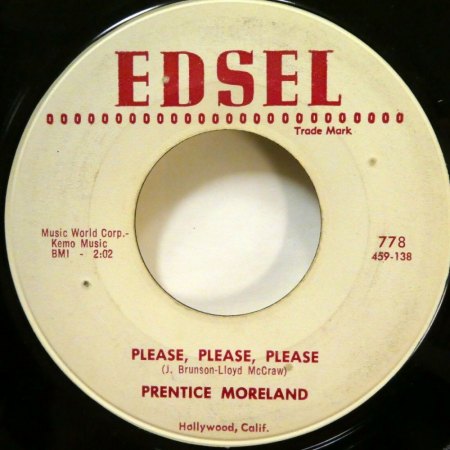 EDSEL
Trade Mark
Music World Corp.-
Kemo Music
BMI - 2:02
778
459-138
PLEASE, PLEASE, PLEASE
(J. Brunson-Lloyd McCraw)
PRENTICE MORELAND
Hollywood, Calif.